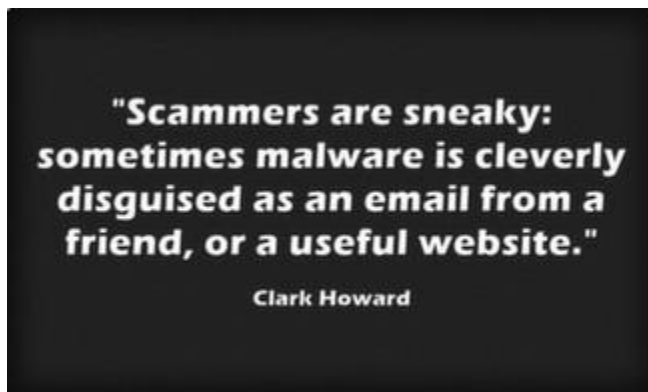 "Scammers are sneaky:
sometimes malware is cleverly
disguised as an email from a
friend, or a useful website."
Clark Howard